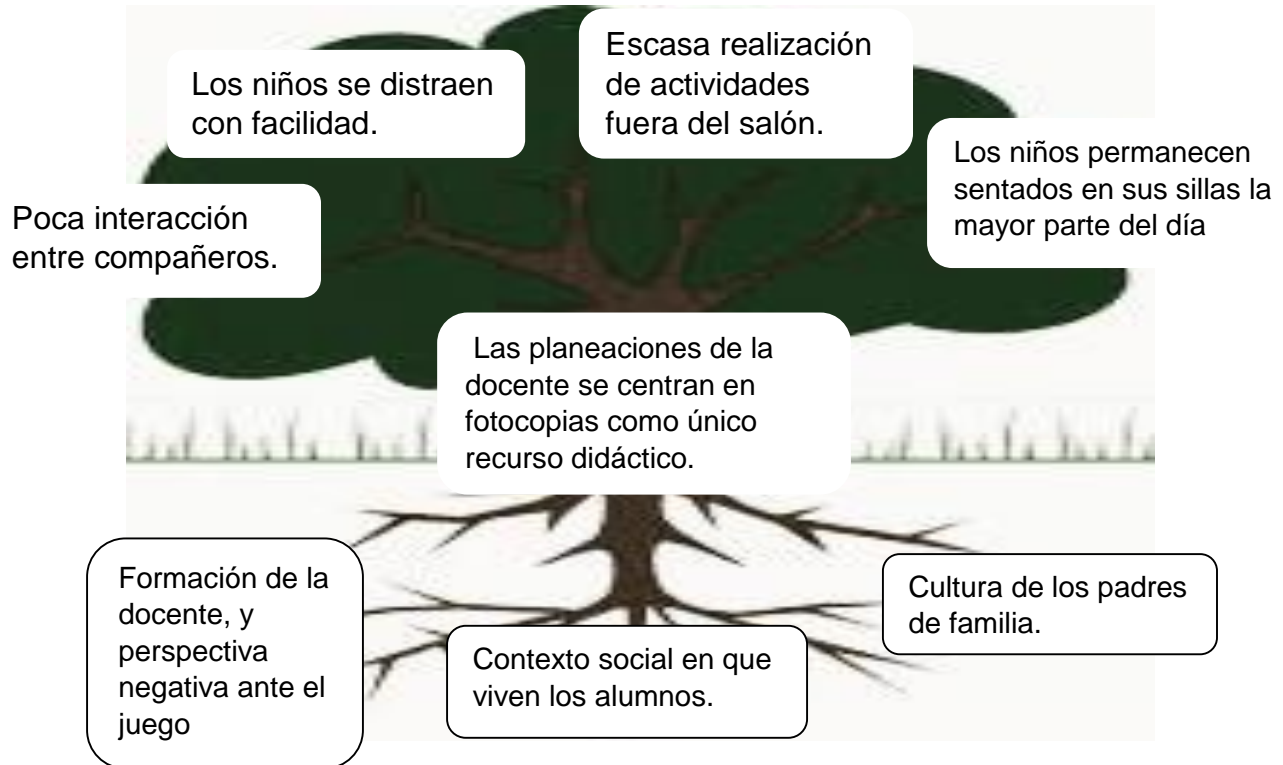 Los niños se distraen
con facilidad.
Escasa realización
de actividades
fuera del salón.
Los niños permanecen
sentados en sus sillas la
mayor parte del día
Poca interacción
entre compañeros.
Las planeaciones de la
docente se centran en
fotocopias como único
recurso didáctico.
Formación de la
docente, y
perspectiva
negativa ante el
juego
Contexto social en que
viven los alumnos.
Cultura de los padres
de familia.